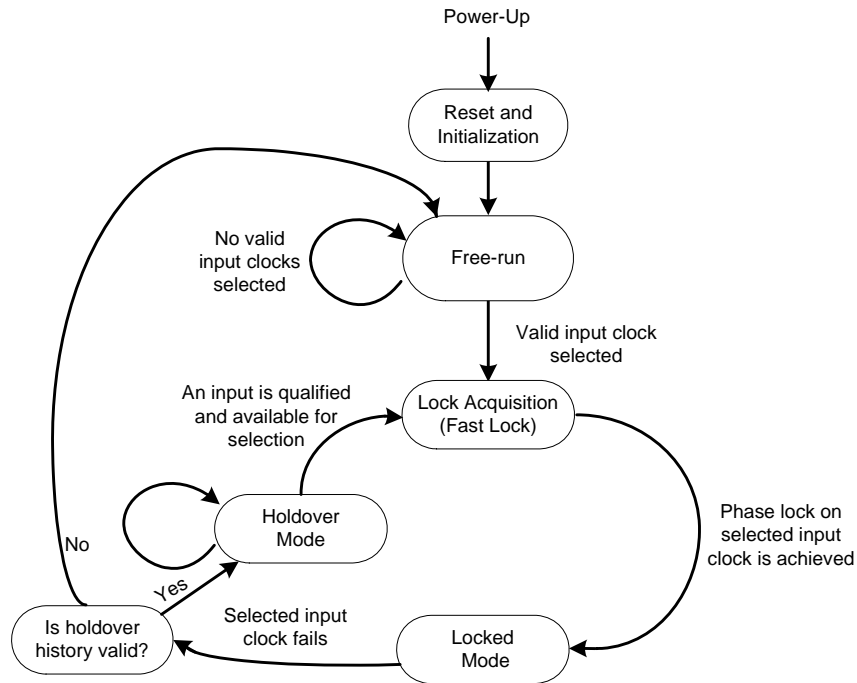 Power-Up
Reset and
Initialization
No valid
input clocks
selected
Free-run
Valid input clock
selected
An input is qualified
and available for
selection
Lock Acquisition
(Fast Lock)
Holdover
Mode
Phase lock on
selected input
clock is achieved
No
Yes
Selected input
clock fails
Is holdover
history valid?
Locked
Mode